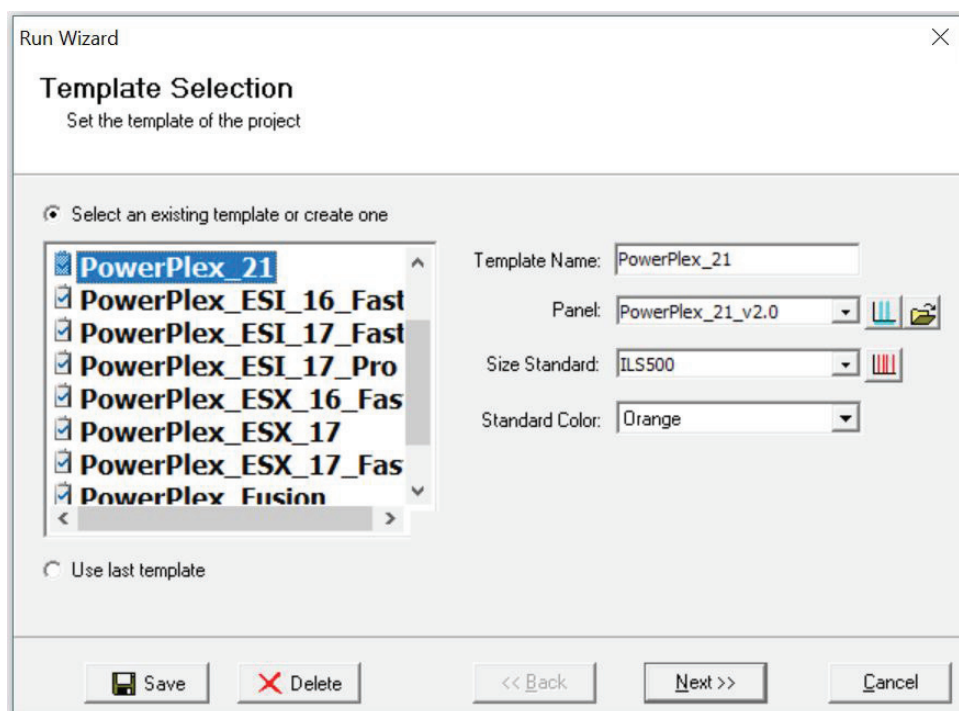 Run Wizard
Template Selection
Set the template of the project
Select an existing template or create one
PowerPlex_21
PowerPlex_ESI_16_Fast
PowerPlex_ESI_17_Fast
PowerPlex_ESI_17_Pro
PowerPlex_ESX_16_Fas
PowerPlex_ESX_17
PowerPlex_ESX_17_Fas
PowerPlex_Fusion
Template Name: PowerPlex_21
Panel: PowerPlex_21_v2.0
Size Standard: ILS500
Standard Color: Orange
Use last template
Save Delete << Back Next >> Cancel